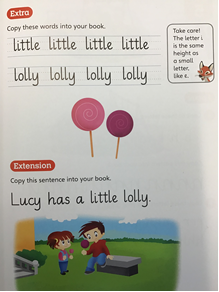 Extra
Copy these words into your book.
little little little little
lolly lolly lolly lolly
Take care!
The letter i
is the same
height as
a small
letter,
like ε.
Extension
Copy this sentence into your book.
Lucy has a little lolly.